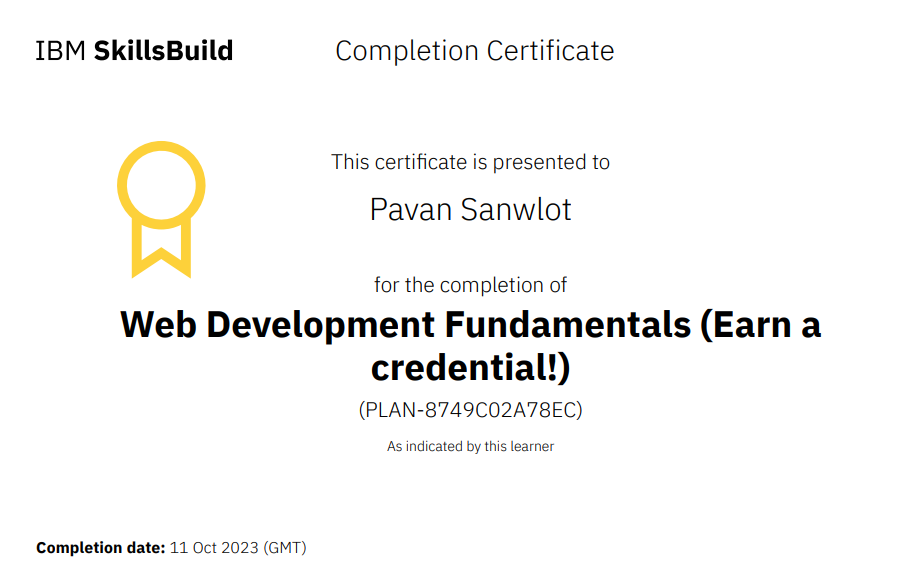 IBM SkillsBuild
Completion Certificate
This certificate is presented to
Pavan Sanwlot
for the completion of
Web Development Fundamentals (Earn a
credential!)
(PLAN-8749C02A78EC)
As indicated by this learner
Completion date: 11 Oct 2023 (GMT)